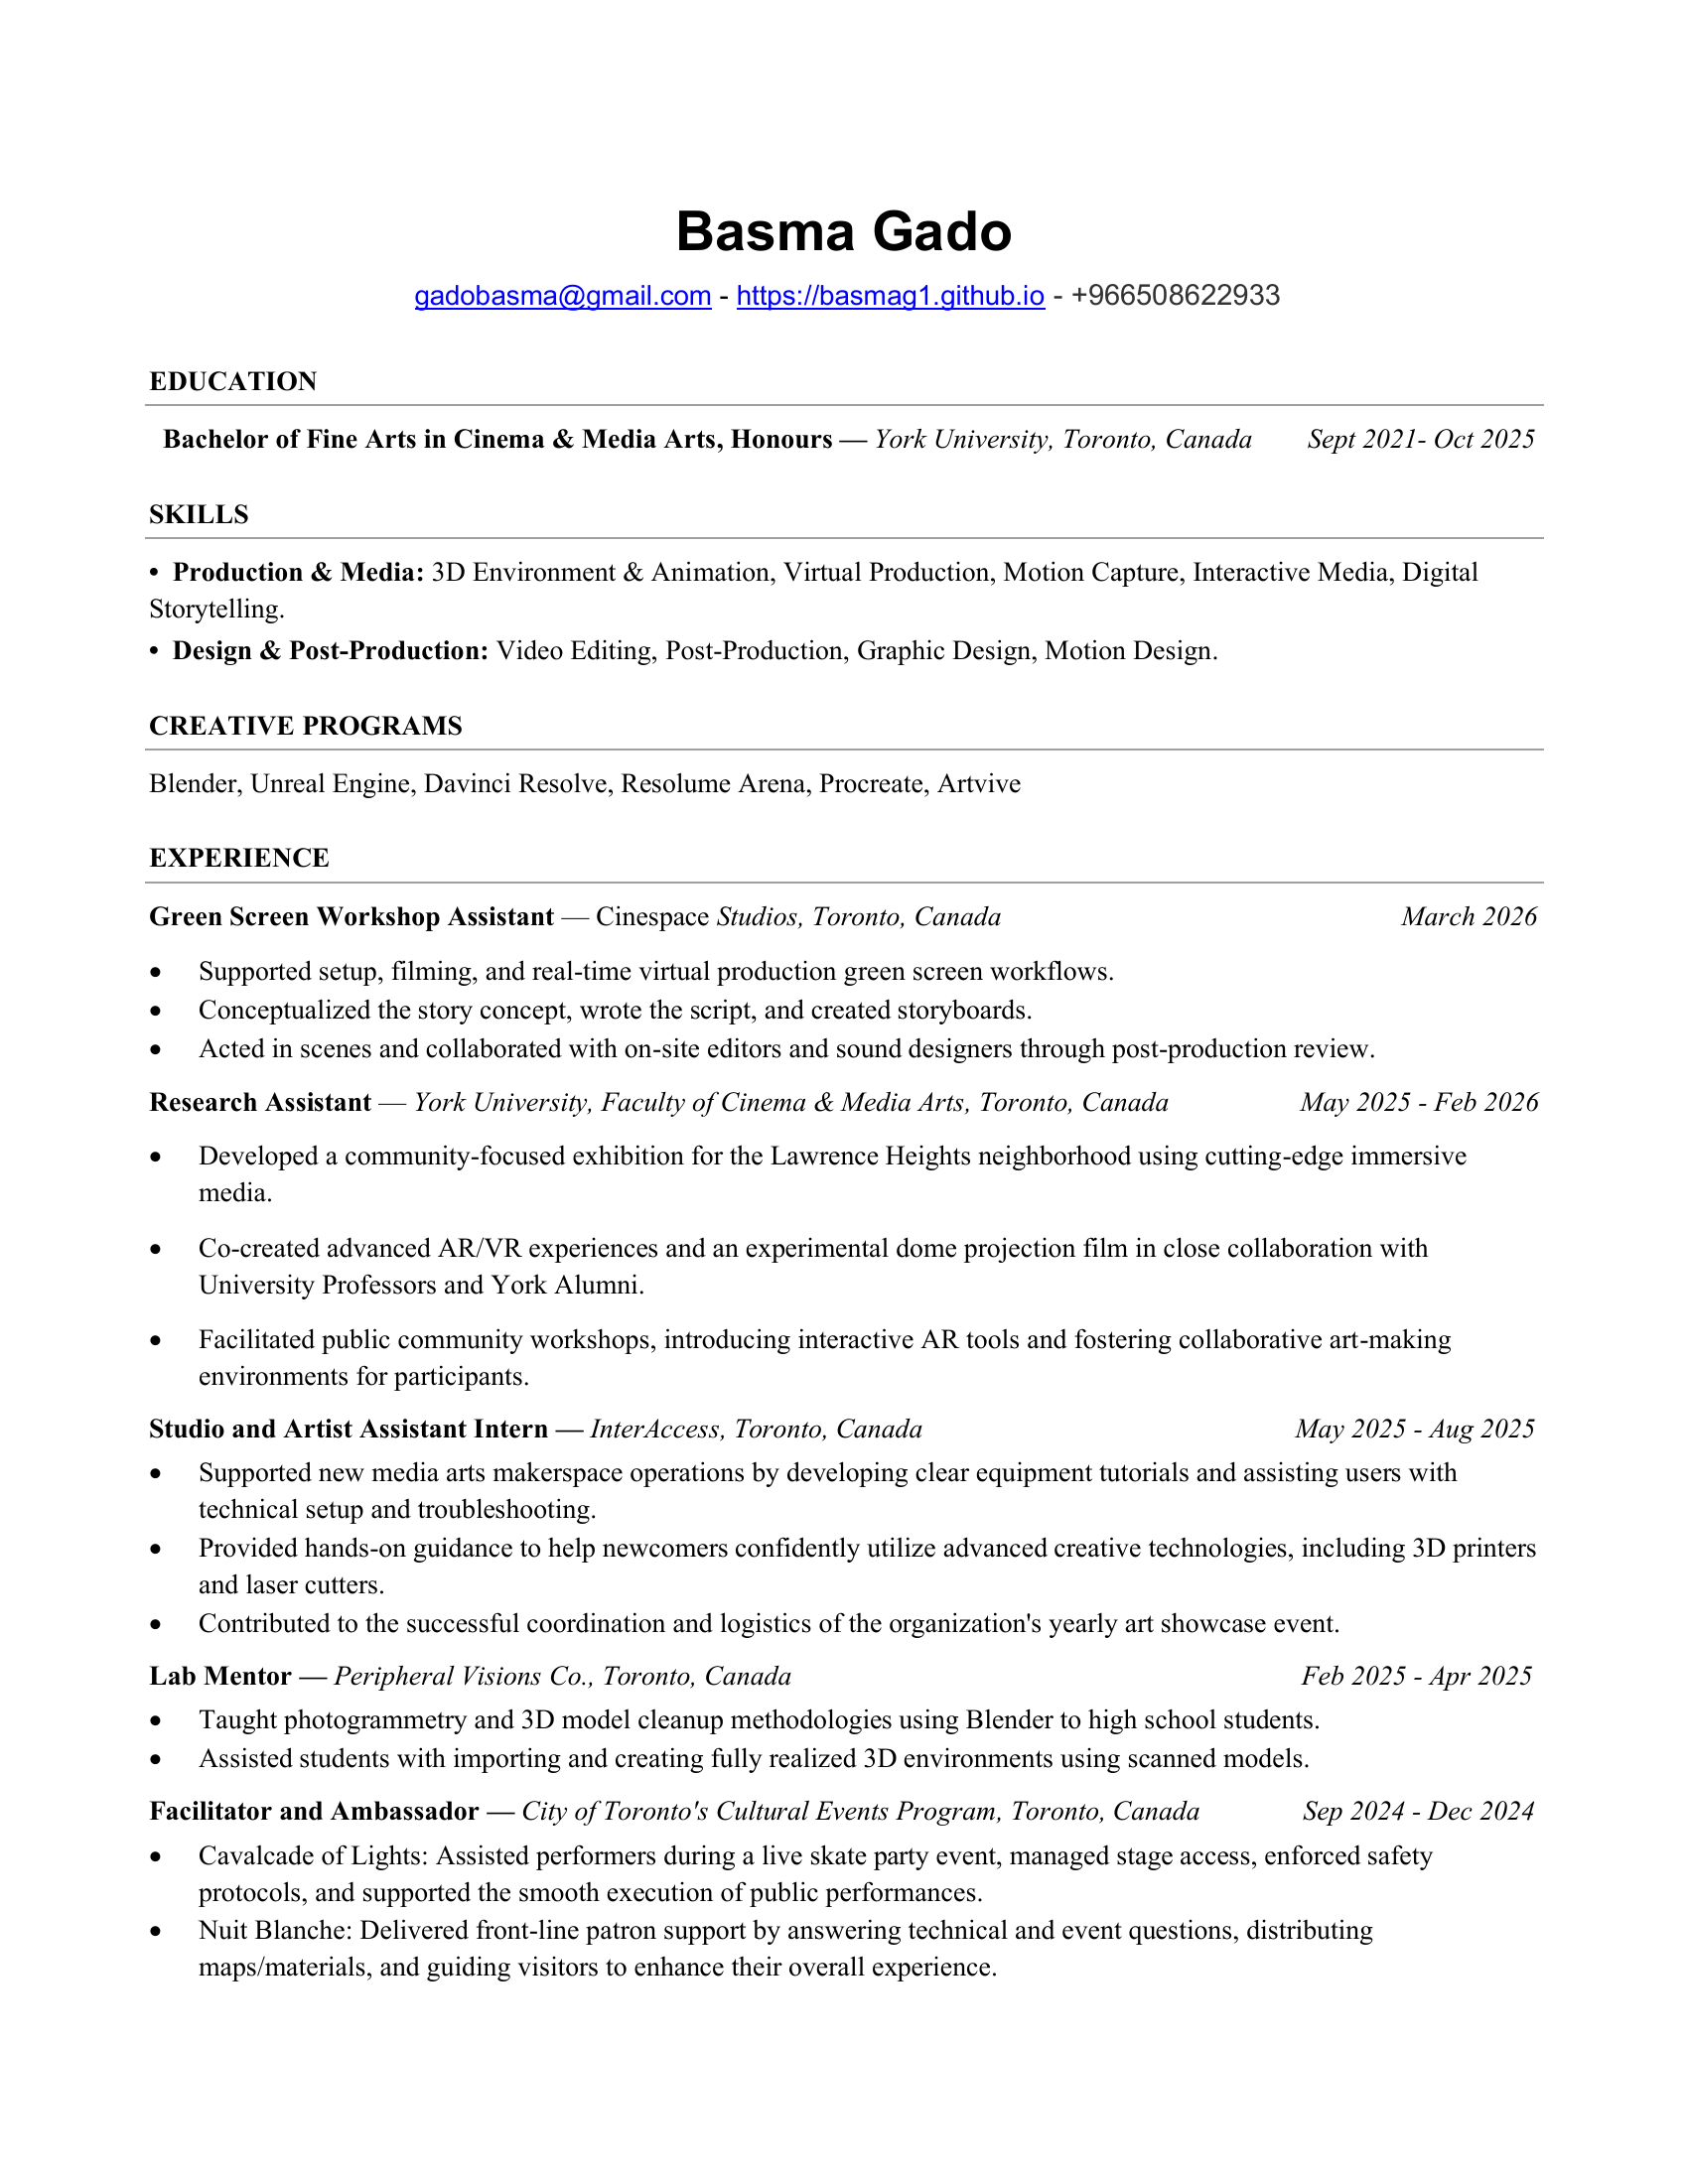 Basma Gado
gadobasma@gmail.com - https://basmag1.github.io - +966508622933
EDUCATION
Bachelor of Fine Arts in Cinema & Media Arts, Honours — York University, Toronto, Canada Sept 2021- Oct 2025
SKILLS
• Production & Media: 3D Environment & Animation, Virtual Production, Motion Capture, Interactive Media, Digital
Storytelling.
• Design & Post-Production: Video Editing, Post-Production, Graphic Design, Motion Design.
CREATIVE PROGRAMS
Blender, Unreal Engine, Davinci Resolve, Resolume Arena, Procreate, Artvive
EXPERIENCE
Green Screen Workshop Assistant — Cinespace Studios, Toronto, Canada March 2026
• Supported setup, filming, and real-time virtual production green screen workflows.
• Conceptualized the story concept, wrote the script, and created storyboards.
• Acted in scenes and collaborated with on-site editors and sound designers through post-production review.
Research Assistant — York University, Faculty of Cinema & Media Arts, Toronto, Canada May 2025 - Feb 2026
• Developed a community-focused exhibition for the Lawrence Heights neighborhood using cutting-edge immersive
media.
• Co-created advanced AR/VR experiences and an experimental dome projection film in close collaboration with
University Professors and York Alumni.
• Facilitated public community workshops, introducing interactive AR tools and fostering collaborative art-making
environments for participants.
Studio and Artist Assistant Intern — InterAccess, Toronto, Canada May 2025 - Aug 2025
• Supported new media arts makerspace operations by developing clear equipment tutorials and assisting users with
technical setup and troubleshooting.
• Provided hands-on guidance to help newcomers confidently utilize advanced creative technologies, including 3D printers
and laser cutters.
• Contributed to the successful coordination and logistics of the organization's yearly art showcase event.
Lab Mentor — Peripheral Visions Co., Toronto, Canada Feb 2025 - Apr 2025
• Taught photogrammetry and 3D model cleanup methodologies using Blender to high school students.
• Assisted students with importing and creating fully realized 3D environments using scanned models.
Facilitator and Ambassador — City of Toronto's Cultural Events Program, Toronto, Canada Sep 2024 - Dec 2024
• Cavalcade of Lights: Assisted performers during a live skate party event, managed stage access, enforced safety
protocols, and supported the smooth execution of public performances.
• Nuit Blanche: Delivered front-line patron support by answering technical and event questions, distributing
maps/materials, and guiding visitors to enhance their overall experience.